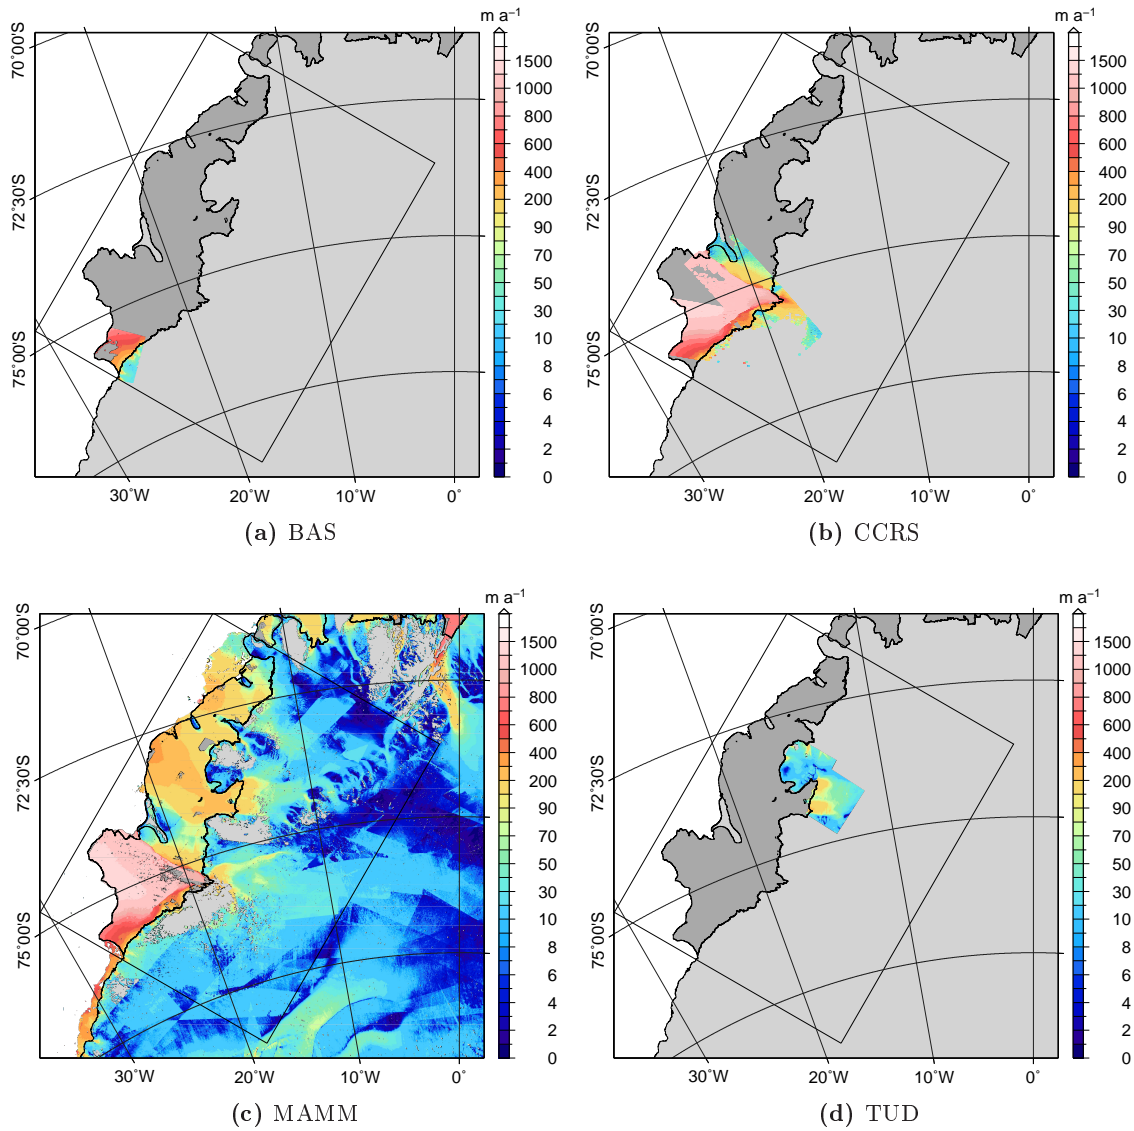 m a⁻¹
1500
1000
800
600
400
200
90
70
50
30
10
8
6
4
2
0
70°00'S
72°30'S
75°00'S
30°W
20°W
10°W
0°
(a) BAS
m a⁻¹
1500
1000
800
600
400
200
90
70
50
30
10
8
6
4
2
0
70°00'S
72°30'S
75°00'S
30°W
20°W
10°W
0°
(b) CCRS
m a⁻¹
1500
1000
800
600
400
200
90
70
50
30
10
8
6
4
2
0
70°00'S
72°30'S
75°00'S
30°W
20°W
10°W
0°
(c) MAMM
m a⁻¹
1500
1000
800
600
400
200
90
70
50
30
10
8
6
4
2
0
70°00'S
72°30'S
75°00'S
30°W
20°W
10°W
0°
(d) TUD